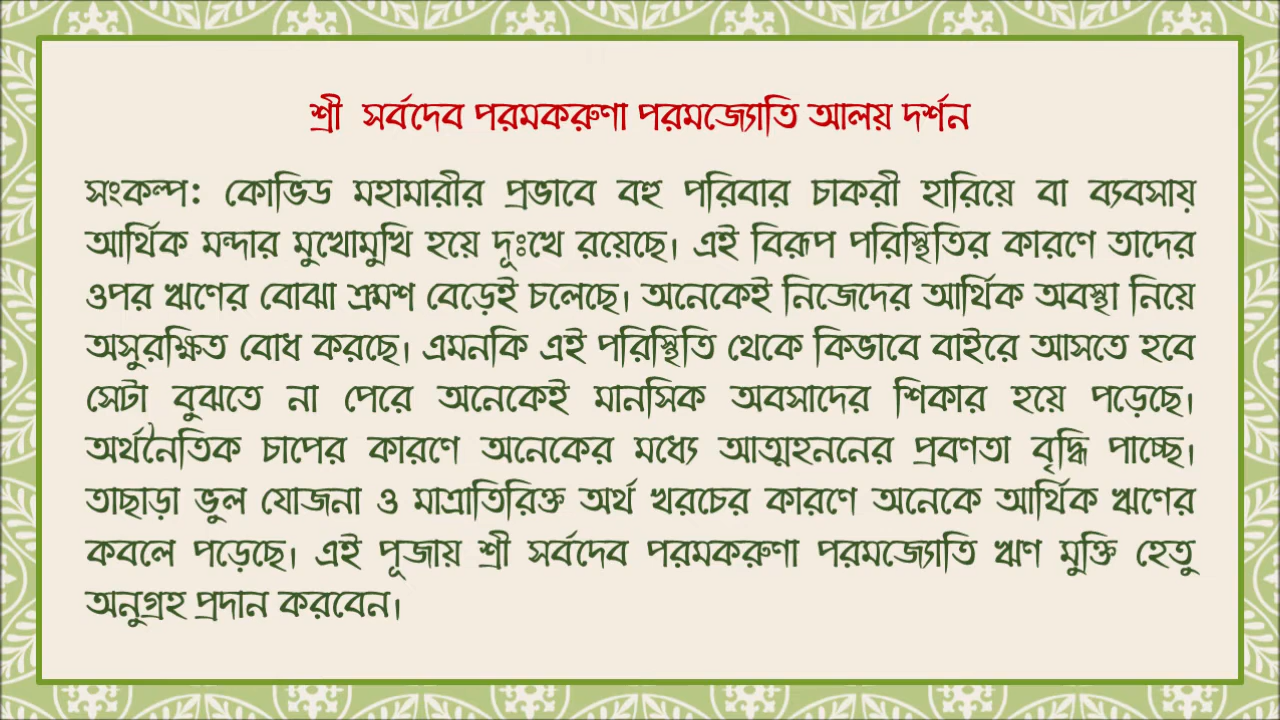 শ্রী সর্বদেব পরমকরুণা পরমজ্যোতি আলয় দর্শন
সংকল্প: কোভিড মহামারীর প্রভাবে বহু পরিবার চাকরী হারিয়ে বা ব্যবসায়
আর্থিক মন্দার মুখোমুখি হয়ে দূঃখে রয়েছে। এই বিরূপ পরিস্থিতির কারণে তাদের
ওপর ঋণের বোঝা ক্রমশ বেড়েই চলেছে। অনেকেই নিজেদের আর্থিক অবস্থা নিয়ে
অসুরক্ষিত বোধ করছে। এমনকি এই পরিস্থিতি থেকে কিভাবে বাইরে আসতে হবে
সেটা বুঝতে না পেরে অনেকেই মানসিক অবসাদের শিকার হয়ে পড়েছে।
অর্থনৈতিক চাপের কারণে অনেকের মধ্যে আত্মহননের প্রবণতা বৃদ্ধি পাচ্ছে।
তাছাড়া ভুল যোজনা ও মাত্রাতিরিক্ত অর্থ খরচের কারণে অনেকে আর্থিক ঋণের
কবলে পড়েছে। এই পূজায় শ্রী সর্বদেব পরমকরুণা পরমজ্যোতি ঋণ মুক্তি হেতু
অনুগ্রহ প্রদান করবেন।